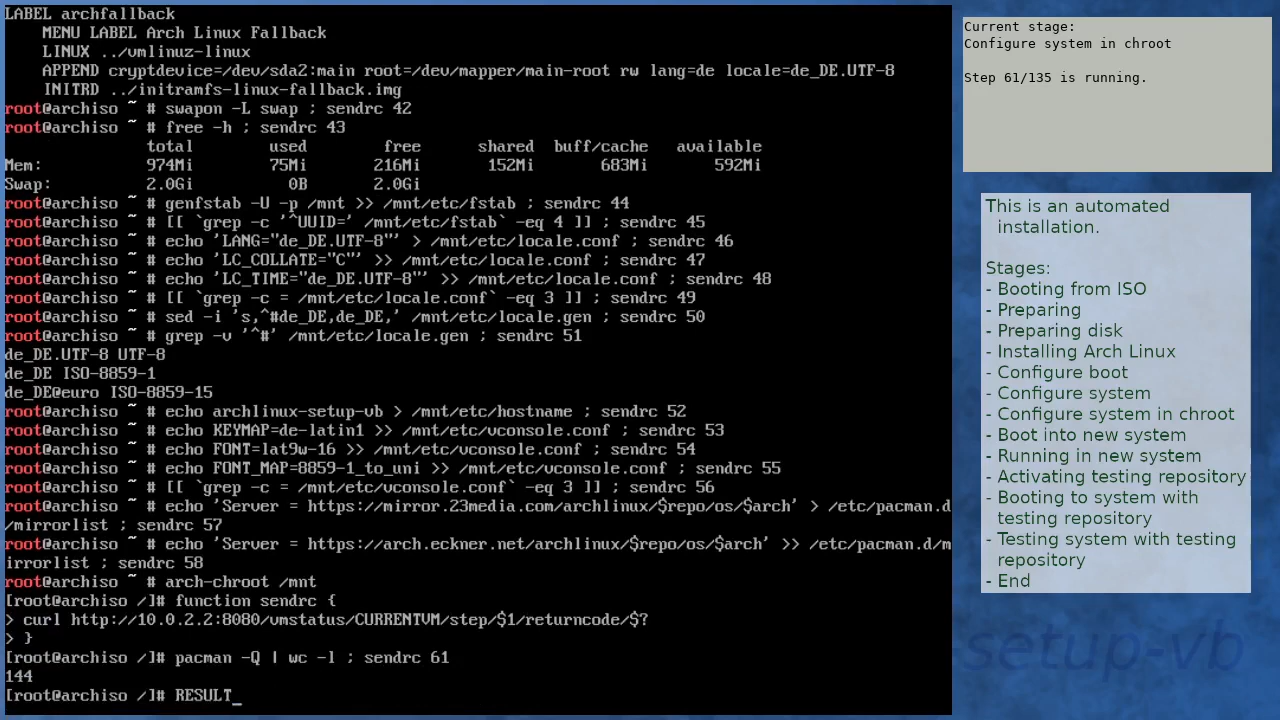 LABEL archfallback
    MENU LABEL Arch Linux Fallback
    LINUX ../vmlinuz-linux
    APPEND cryptdevice=/dev/sda2:main root=/dev/mapper/main-root rw lang=de locale=de_DE.UTF-8
    INITRD ../initramfs-linux-fallback.img
root@archiso ~ # swapon -L swap ; sendrc 42
root@archiso ~ # free -h ; sendrc 43
               total        used        free      shared  buff/cache   available
Mem:           974Mi        75Mi       216Mi       152Mi       683Mi       592Mi
Swap:          2.0Gi          0B       2.0Gi
root@archiso ~ # genfstab -U -p /mnt >> /mnt/etc/fstab ; sendrc 44
root@archiso ~ # [[ `grep -c '^UUID=' /mnt/etc/fstab` -eq 4 ]] ; sendrc 45
root@archiso ~ # echo 'LANG="de_DE.UTF-8"' > /mnt/etc/locale.conf ; sendrc 46
root@archiso ~ # echo 'LC_COLLATE="C"' >> /mnt/etc/locale.conf ; sendrc 47
root@archiso ~ # echo 'LC_TIME="de_DE.UTF-8"' >> /mnt/etc/locale.conf ; sendrc 48
root@archiso ~ # [[ `grep -c = /mnt/etc/locale.conf` -eq 3 ]] ; sendrc 49
root@archiso ~ # sed -i 's,^#de_DE,de_DE,' /mnt/etc/locale.gen ; sendrc 50
root@archiso ~ # grep -v '^#' /mnt/etc/locale.gen ; sendrc 51
de_DE.UTF-8 UTF-8
de_DE ISO-8859-1
de_DE@euro ISO-8859-15
root@archiso ~ # echo archlinux-setup-vb > /mnt/etc/hostname ; sendrc 52
root@archiso ~ # echo KEYMAP=de-latin1 >> /mnt/etc/vconsole.conf ; sendrc 53
root@archiso ~ # echo FONT=lat9w-16 >> /mnt/etc/vconsole.conf ; sendrc 54
root@archiso ~ # echo FONT_MAP=8859-1_to_uni >> /mnt/etc/vconsole.conf ; sendrc 55
root@archiso ~ # [[ `grep -c = /mnt/etc/vconsole.conf` -eq 3 ]] ; sendrc 56
root@archiso ~ # echo 'Server = https://mirror.23media.com/archlinux/$repo/os/$arch' > /etc/pacman.d
/mirrorlist ; sendrc 57
root@archiso ~ # echo 'Server = https://arch.eckner.net/archlinux/$repo/os/$arch' >> /etc/pacman.d/m
irrorlist ; sendrc 58
root@archiso ~ # arch-chroot /mnt
[root@archiso /]# function sendrc {
> curl http://10.0.2.2:8080/vmstatus/CURRENTVM/step/$1/returncode/$?
> }
[root@archiso /]# pacman -Q | wc -l ; sendrc 61
144
[root@archiso /]# RESULT_
Current stage:
Configure system in chroot
Step 61/135 is running.
This is an automated
installation.
Stages:
- Booting from ISO
- Preparing
- Preparing disk
- Installing Arch Linux
- Configure boot
- Configure system
- Configure system in chroot
- Boot into new system
- Running in new system
- Activating testing repository
- Booting to system with
testing repository
- Testing system with testing
repository
- End
-setup-vb